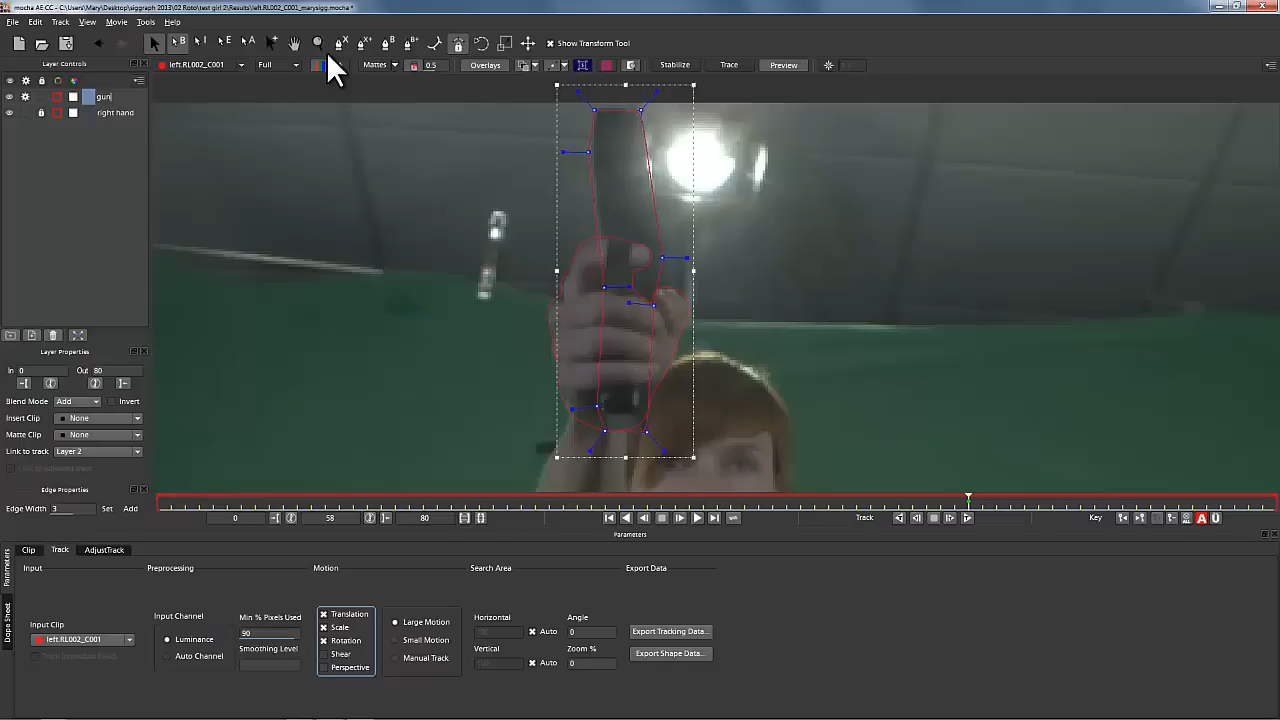 mocha AE CC - C:\Users\Mary\Desktop\siggraph 2013\02 Roto\test girl 2\Results\left.RL002_C001_marysigg.mocha *
File Edit Track View Movie Tools Help
Show Transform Tool
Layer Controls
left.RL002_C001 Full Mattes 0.5 Overlays Stabilize Track Preview
gun
right hand
Layer Properties
In 0 Out 80
Blend Mode Add Invert
Insert Clip None
Matte Clip None
Link to track Layer 2
Edge Properties
Edge Width 3 Set Add
0 58 80 Track Key A Ü
Parameters
Clip Track AdjustTrack
Parameters
Dope Sheet
Input Preprocessing Motion Search Area Export Data
Input Clip
left.RL002_C001
Input Channel
Luminance
Auto Channel
Min % Pixels Used
90
Smoothing Level
Translation
Scale
Rotation
Shear
Perspective
Large Motion
Small Motion
Manual Track
Horizontal
Auto
Vertical
Auto
Angle
0
Zoom %
0
Export Tracking Data...
Export Shape Data...